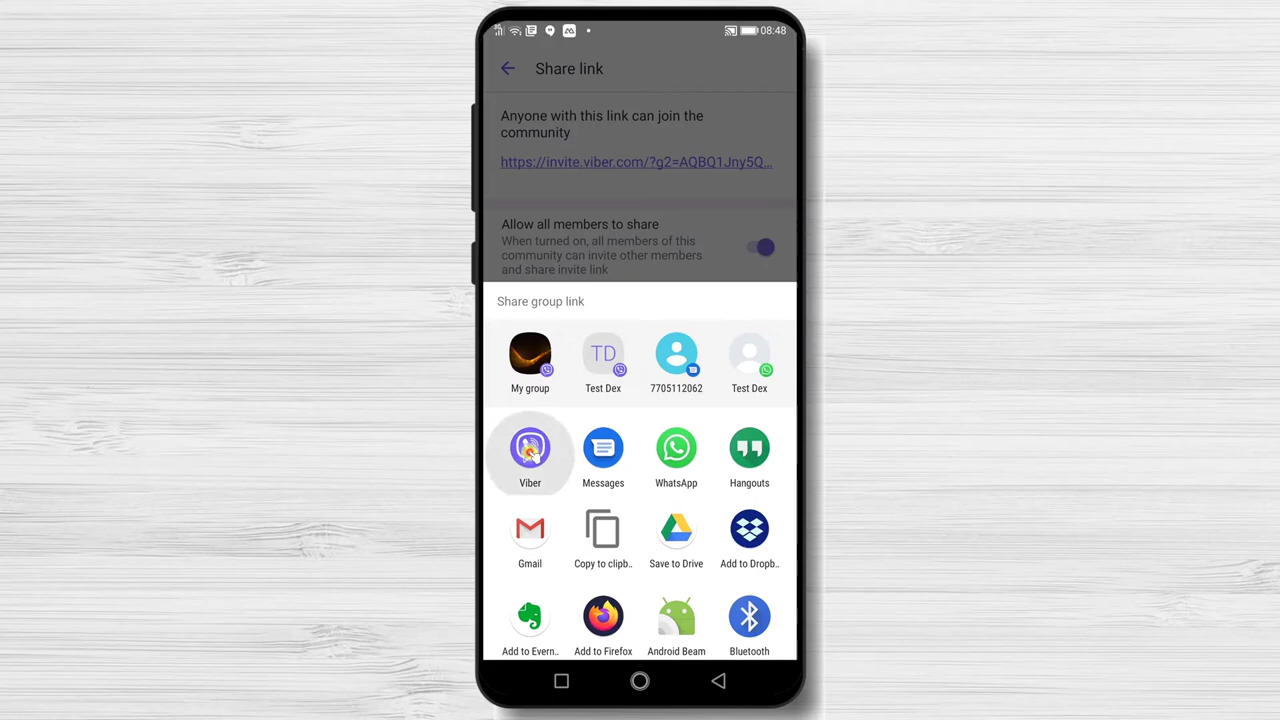 08:48
Share link
Anyone with this link can join the
community
https://invite.viber.com/?g2=AQBQ1Jny5Q...
Allow all members to share
When turned on, all members of this
community can invite other members
and share invite link
Share group link
TD
My group Test Dex 7705112062 Test Dex
Viber Messages WhatsApp Hangouts
Gmail Copy to clipb.. Save to Drive Add to Dropb..
Add to Evern.. Add to Firefox Android Beam Bluetooth